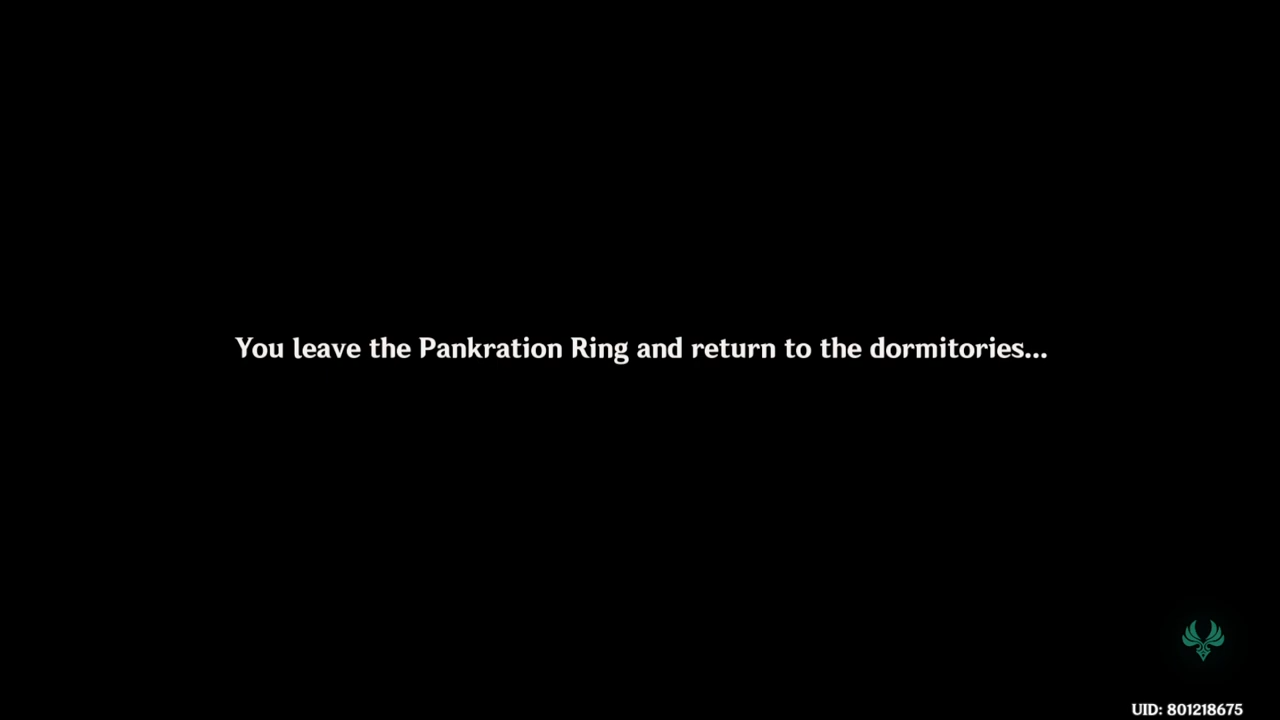 You leave the Pankration Ring and return to the dormitories...
UID: 801218675